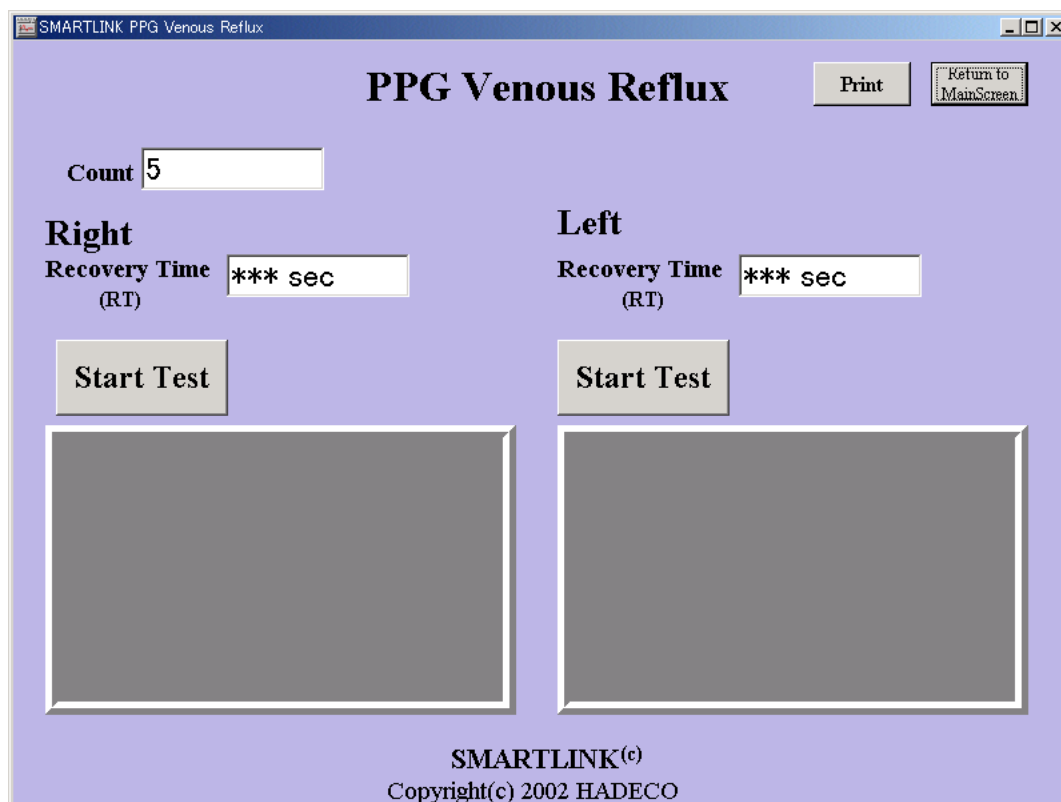 SMARTLINK PPG Venous Reflux
PPG Venous Reflux
Print
Return to
MainScreen
Count 5
Right
Recovery Time *** sec
(RT)
Start Test
Left
Recovery Time *** sec
(RT)
Start Test
SMARTLINK(c)
Copyright(c) 2002 HADECO